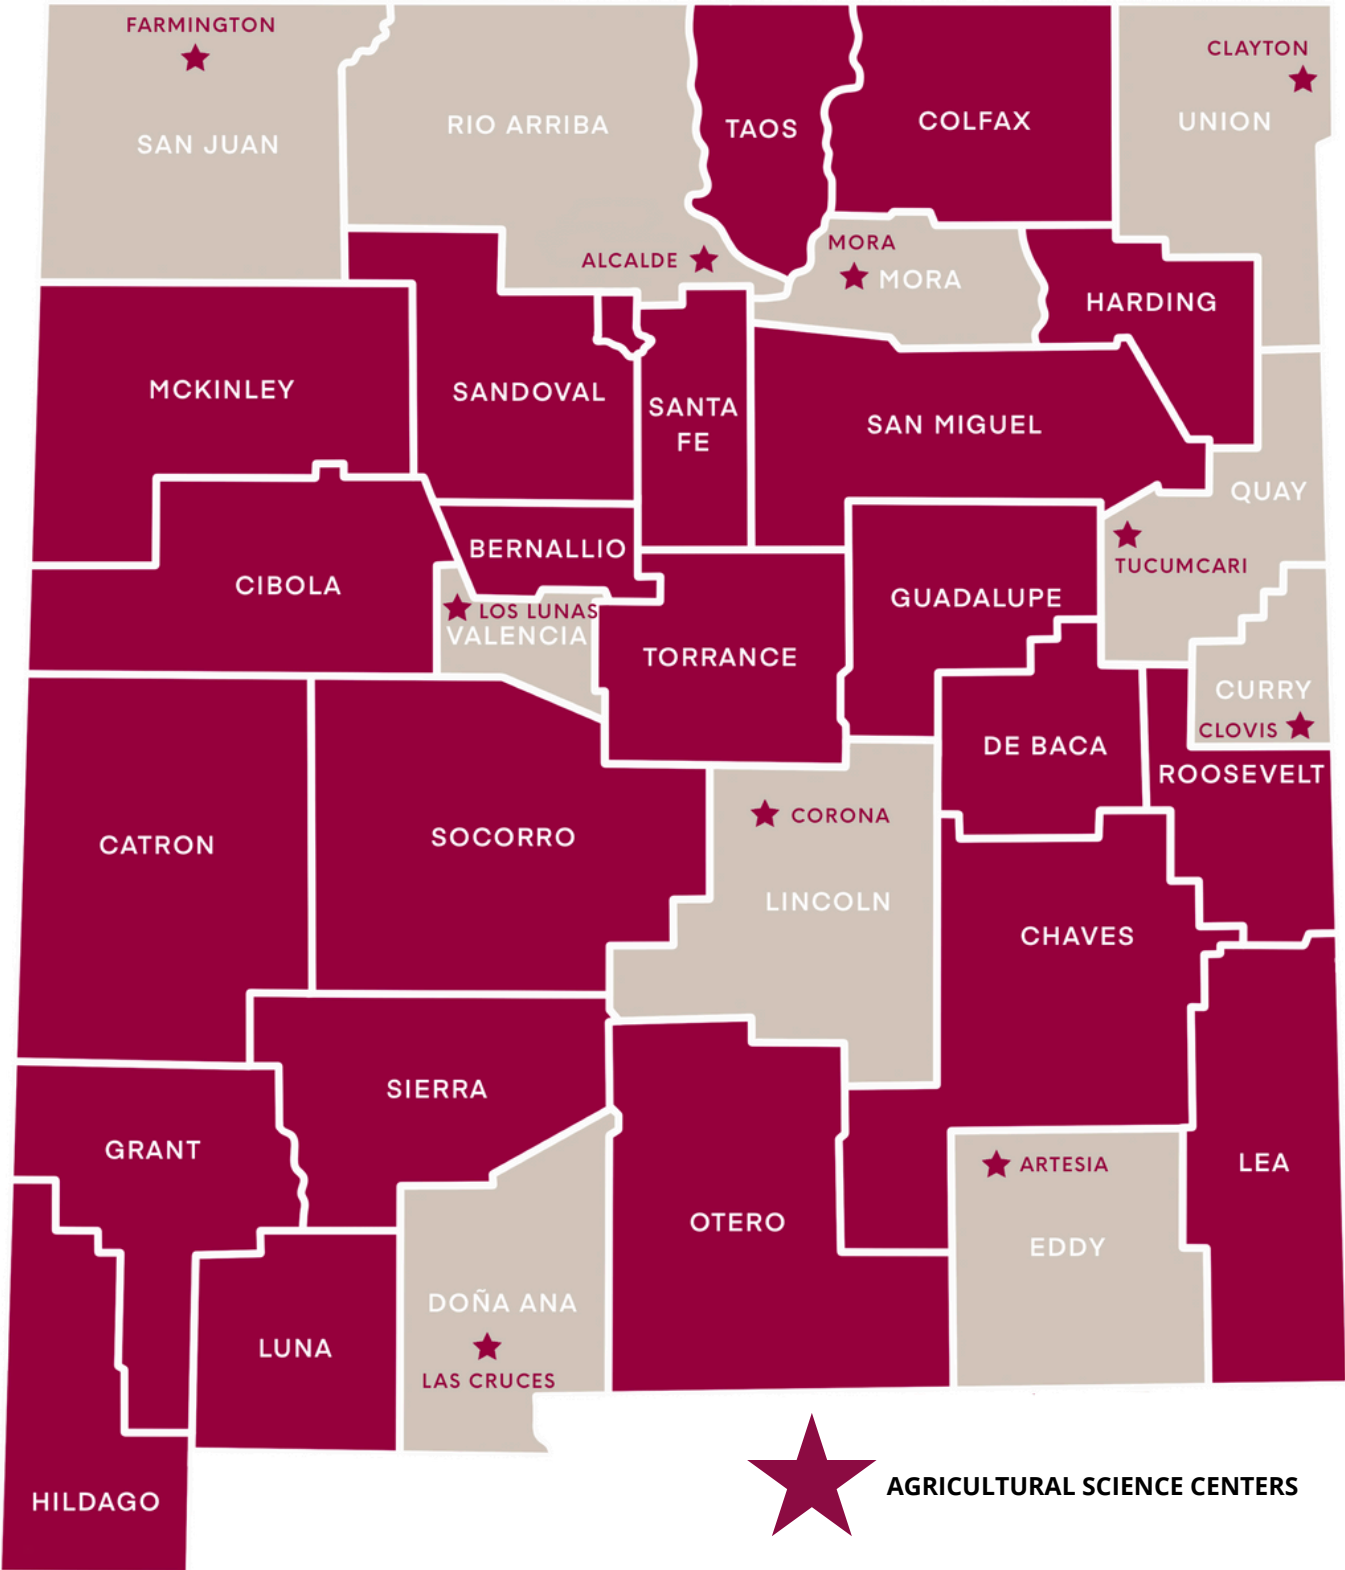 FARMINGTON
CLAYTON
SAN JUAN
RIO ARRIBA
TAOS
COLFAX
UNION
ALCALDE
MORA
MORA
HARDING
MCKINLEY
SANDOVAL
SANTA
FE
SAN MIGUEL
QUAY
TUCUMCARI
BERNALLIO
CIBOLA
LOS LUNAS
VALENCIA
GUADALUPE
TORRANCE
CURRY
CLOVIS
DE BACA
ROOSEVELT
CATRON
SOCORRO
CORONA
LINCOLN
CHAVES
SIERRA
GRANT
ARTESIA
LEA
OTERO
EDDY
DOÑA ANA
LUNA
LAS CRUCES
HILDAGO
AGRICULTURAL SCIENCE CENTERS